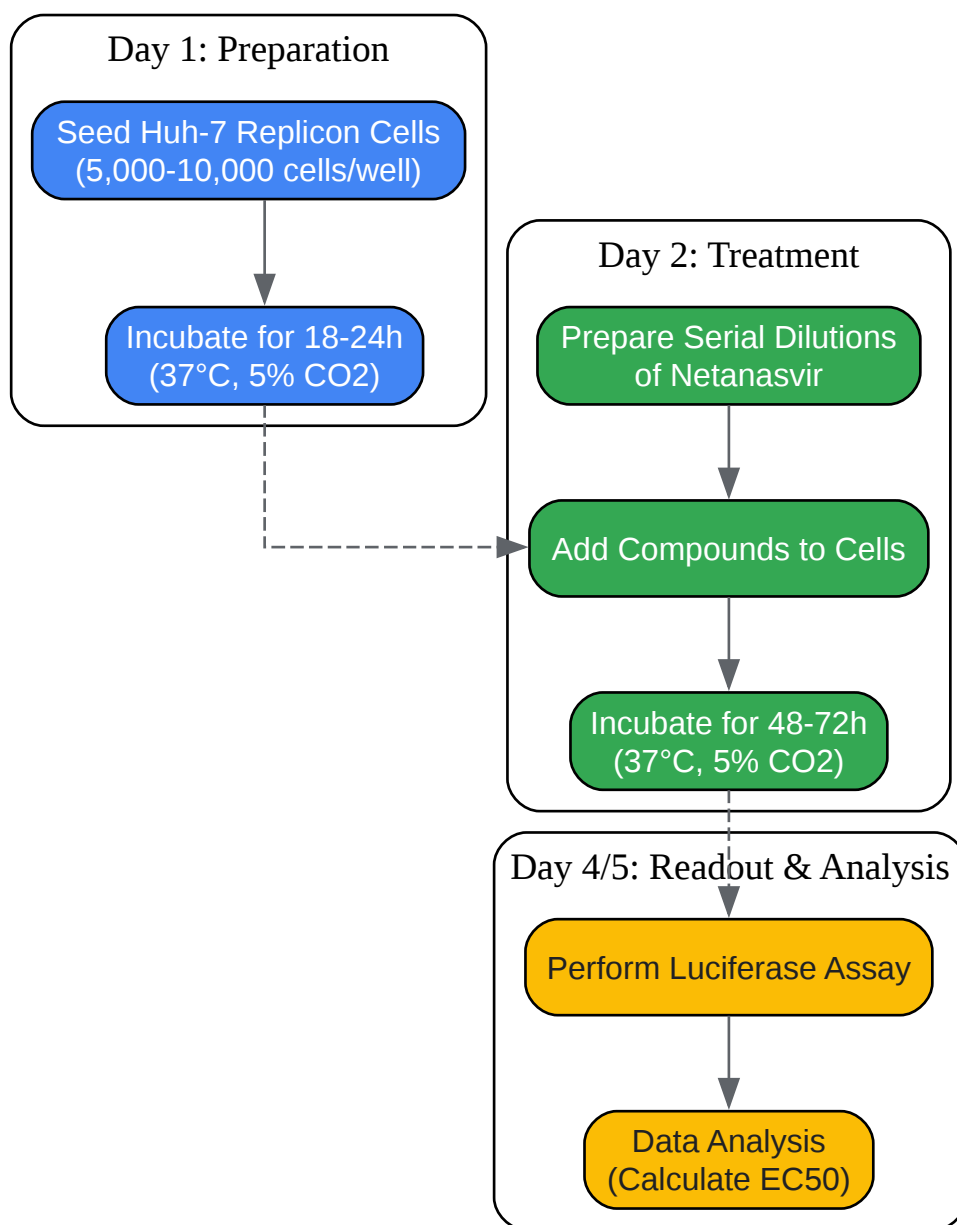 Day 1: Preparation
Seed Huh-7 Replicon Cells
(5,000-10,000 cells/well)
Incubate for 18-24h
(37°C, 5% CO2)
Day 2: Treatment
Prepare Serial Dilutions
of Netanasvir
Add Compounds to Cells
Incubate for 48-72h
(37°C, 5% CO2)
Day 4/5: Readout & Analysis
Perform Luciferase Assay
Data Analysis
(Calculate EC50)